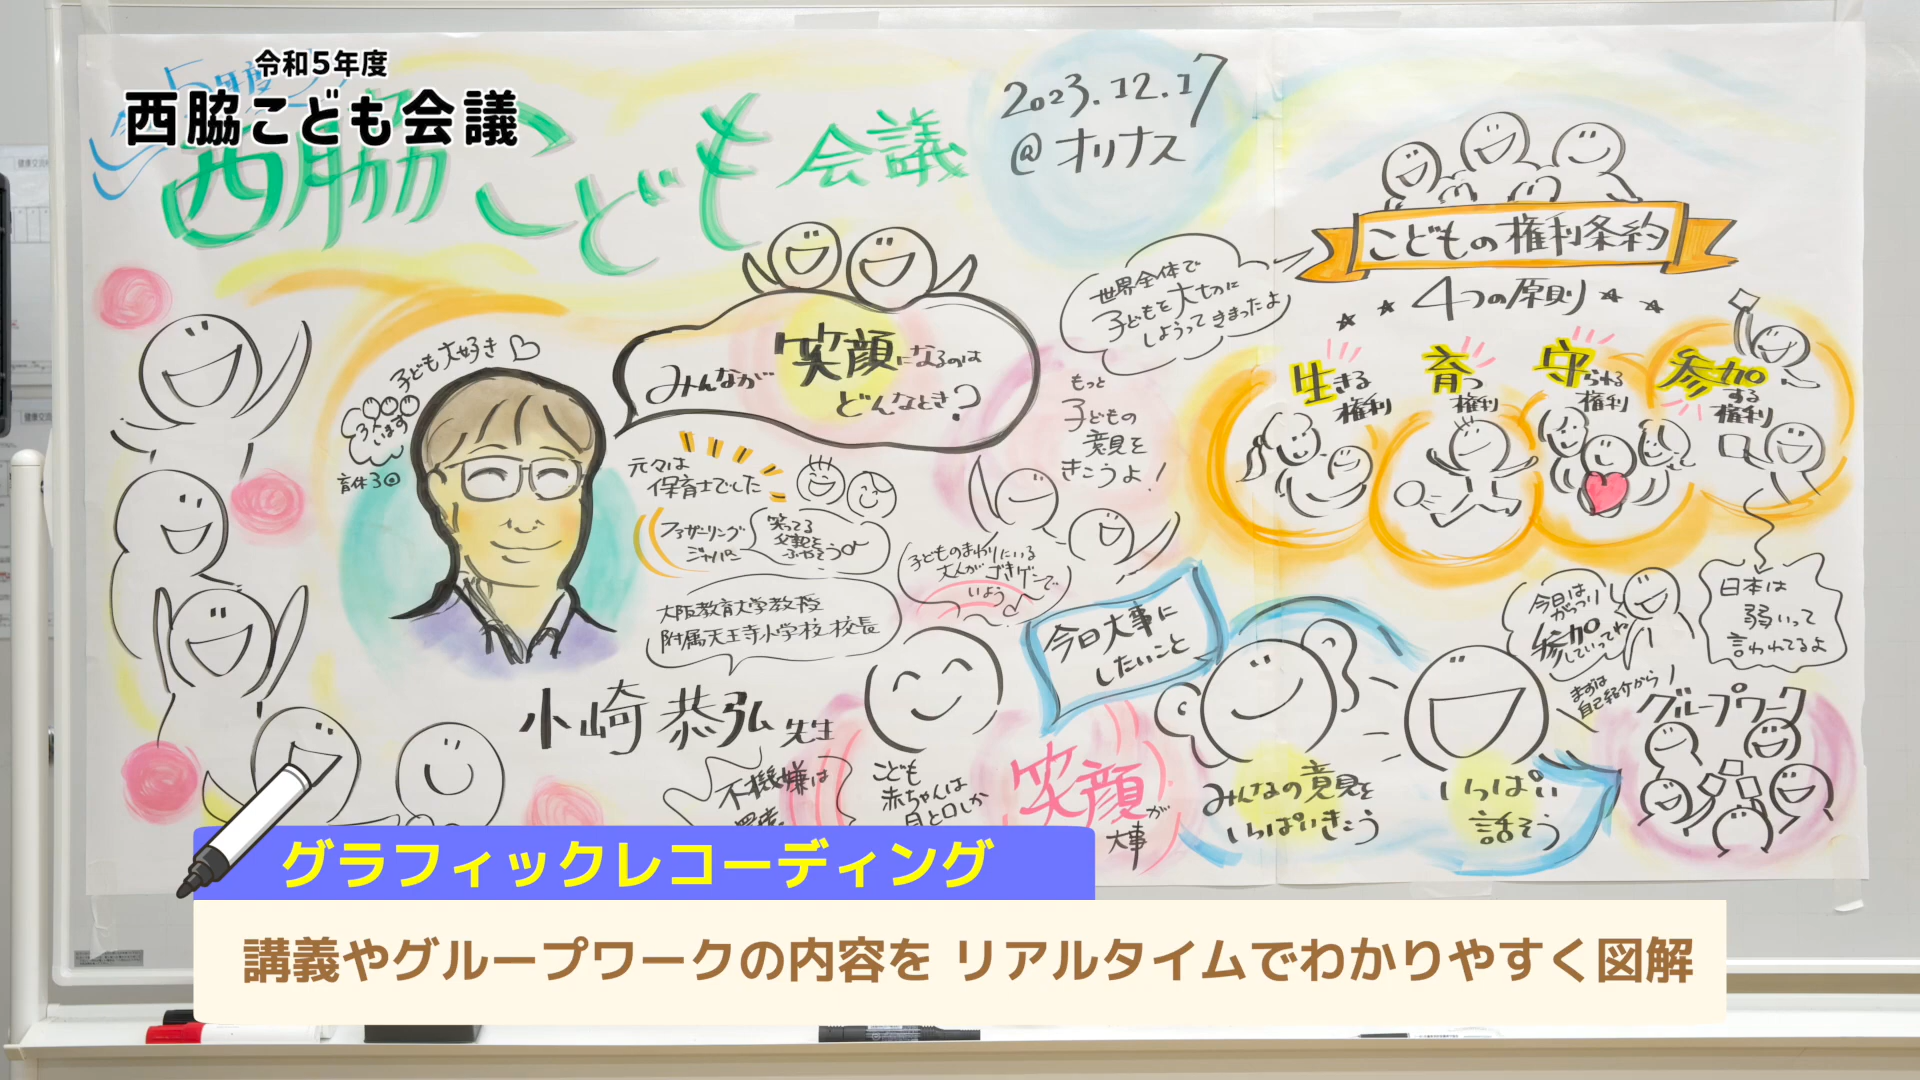 令和5年度
西脇こども会議
西脇こども会議
2023.12.17
@オリナス
みんなが笑顔になるのは
どんなとき?
子ども大好き
3人
います
育休3回
元々は
保育士でした
ファザーリング
ジャパン
笑ってる
父親を
ふやそう
大阪教育大学教授
附属天王寺小学校校長
小崎恭弘先生
世界全体で
子どもを大切に
しようってきまったよ
こどもの権利条約
4つの原則
生きる
権利
育つ
権利
守られる
権利
参加
する
権利
もっと
子どもの
意見を
きこうよ!
子どものまわりにいる
大人がゴキゲンで
いよう
今日大事に
したいこと
不機嫌は
こども
赤ちゃんは
目と口しか
笑顔が
大事
みんなの意見を
いっぱいきこう
いっぱい
話そう
今日は
がっつり
参加
していってね
日本は
弱いって
言われてるよ
まずは
自己紹介から
グループワーク
グラフィックレコーディング
講義やグループワークの内容を リアルタイムでわかりやすく図解